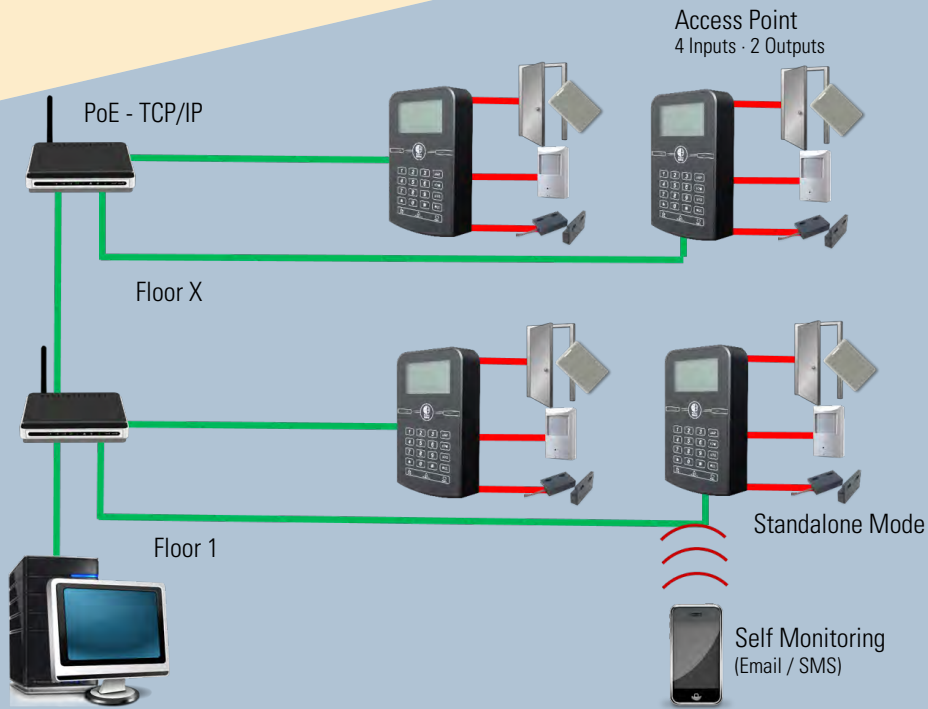 Access Point
4 Inputs · 2 Outputs
PoE - TCP/IP
Floor X
Floor 1
Standalone Mode
Self Monitoring
(Email / SMS)